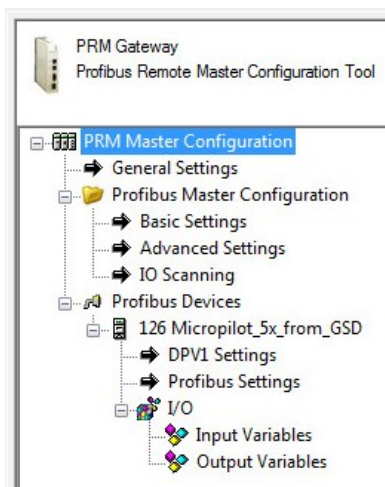 PRM Gateway
Profibus Remote Master Configuration Tool
PRM Master Configuration
General Settings
Profibus Master Configuration
Basic Settings
Advanced Settings
IO Scanning
Profibus Devices
126 Micropilot_5x_from_GSD
DPV1 Settings
Profibus Settings
I/O
Input Variables
Output Variables